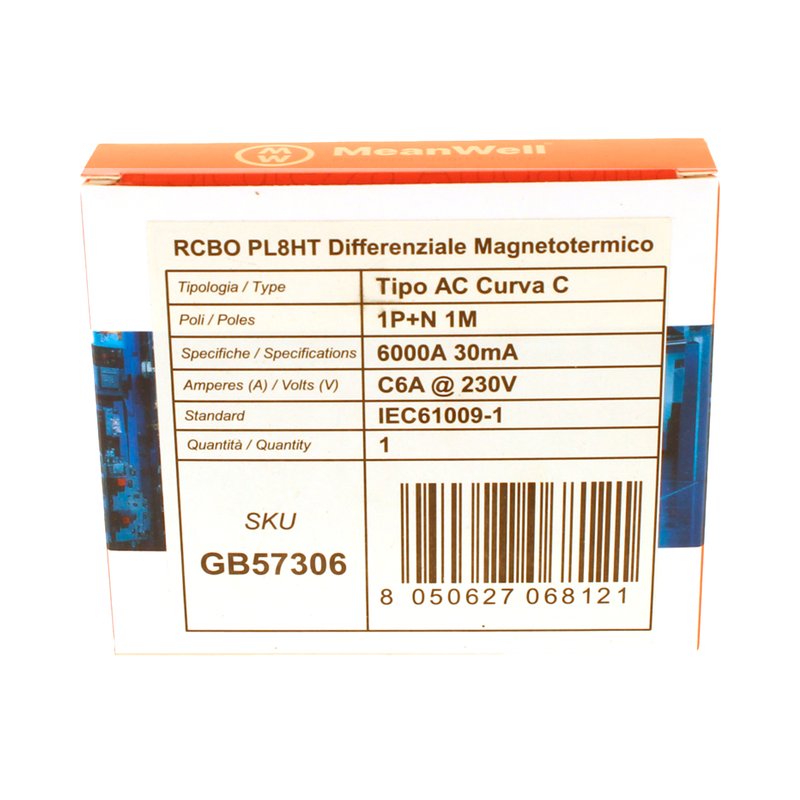 MW MeanWell
RCBO PL8HT Differenziale Magnetotermico
Tipologia / Type Tipo AC Curva C
Poli / Poles 1P+N 1M
Specifiche / Specifications 6000A 30mA
Amperes (A) / Volts (V) C6A @ 230V
Standard IEC61009-1
Quantità / Quantity 1
SKU
GB57306
8 050627 068121